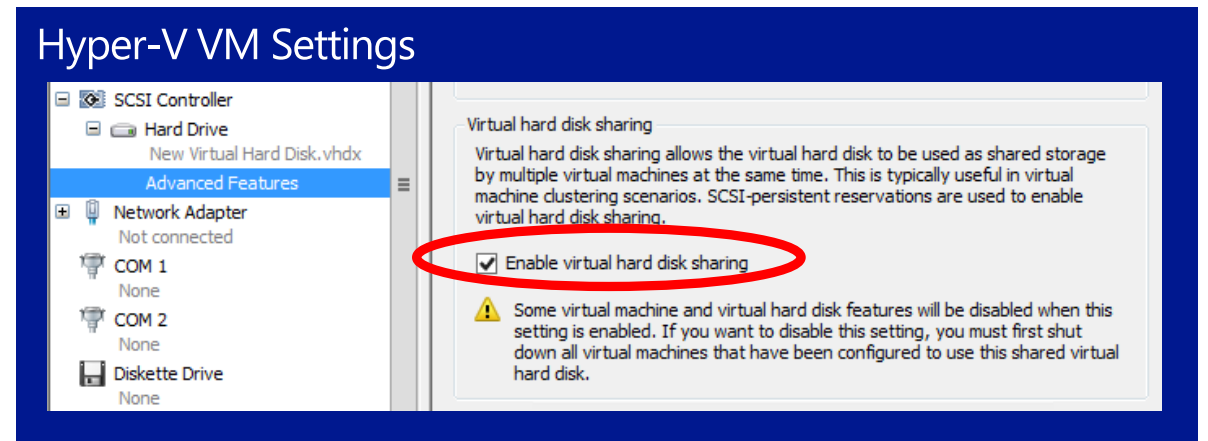 Hyper-V VM Settings
SCSI Controller
Hard Drive
New Virtual Hard Disk.vhdx
Advanced Features
Network Adapter
Not connected
COM 1
None
COM 2
None
Diskette Drive
None
Virtual hard disk sharing
Virtual hard disk sharing allows the virtual hard disk to be used as shared storage
by multiple virtual machines at the same time. This is typically useful in virtual
machine clustering scenarios. SCSI-persistent reservations are used to enable
virtual hard disk sharing.
Enable virtual hard disk sharing
Some virtual machine and virtual hard disk features will be disabled when this
setting is enabled. If you want to disable this setting, you must first shut
down all virtual machines that have been configured to use this shared virtual
hard disk.